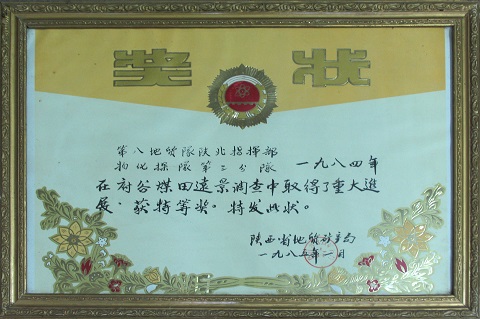 奖状
第八地质队陕北指挥部
物化探队第二分队 一九八四年
在府谷煤田远景调查中取得了重大进
展·获特等奖。特发此状。
陕西省地质矿产局
一九八五年一月